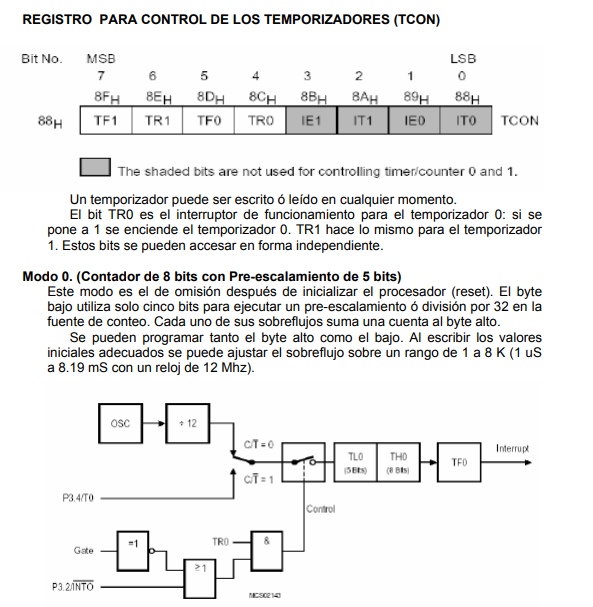 REGISTRO PARA CONTROL DE LOS TEMPORIZADORES (TCON)
Bit No. MSB LSB
7 6 5 4 3 2 1 0
8FH 8EH 8DH 8CH 8BH 8AH 89H 88H
88H TF1 TR1 TF0 TR0 IE1 IT1 IE0 IT0 TCON
The shaded bits are not used for controlling timer/counter 0 and 1.
Un temporizador puede ser escrito ó leído en cualquier momento.
El bit TR0 es el interruptor de funcionamiento para el temporizador 0: si se
pone a 1 se enciende el temporizador 0. TR1 hace lo mismo para el temporizador
1. Estos bits se pueden accesar en forma independiente.
Modo 0. (Contador de 8 bits con Pre-escalamiento de 5 bits)
Este modo es el de omisión después de inicializar el procesador (reset). El byte
bajo utiliza solo cinco bits para ejecutar un pre-escalamiento ó división por 32 en la
fuente de conteo. Cada uno de sus sobreflujos suma una cuenta al byte alto.
Se pueden programar tanto el byte alto como el bajo. Al escribir los valores
iniciales adecuados se puede ajustar el sobreflujo sobre un rango de 1 a 8 K (1 uS
a 8.19 mS con un reloj de 12 Mhz).
OSC ÷ 12
C/T̅ = 0
TL0 TH0
(5 Bits) (8 Bits)
TF0
Interrupt
C/T̅ = 1
P3.4/T0
Control
Gate
=1
TR0
&
≥1
P3.2/I̅N̅T̅0̅
MCS02143